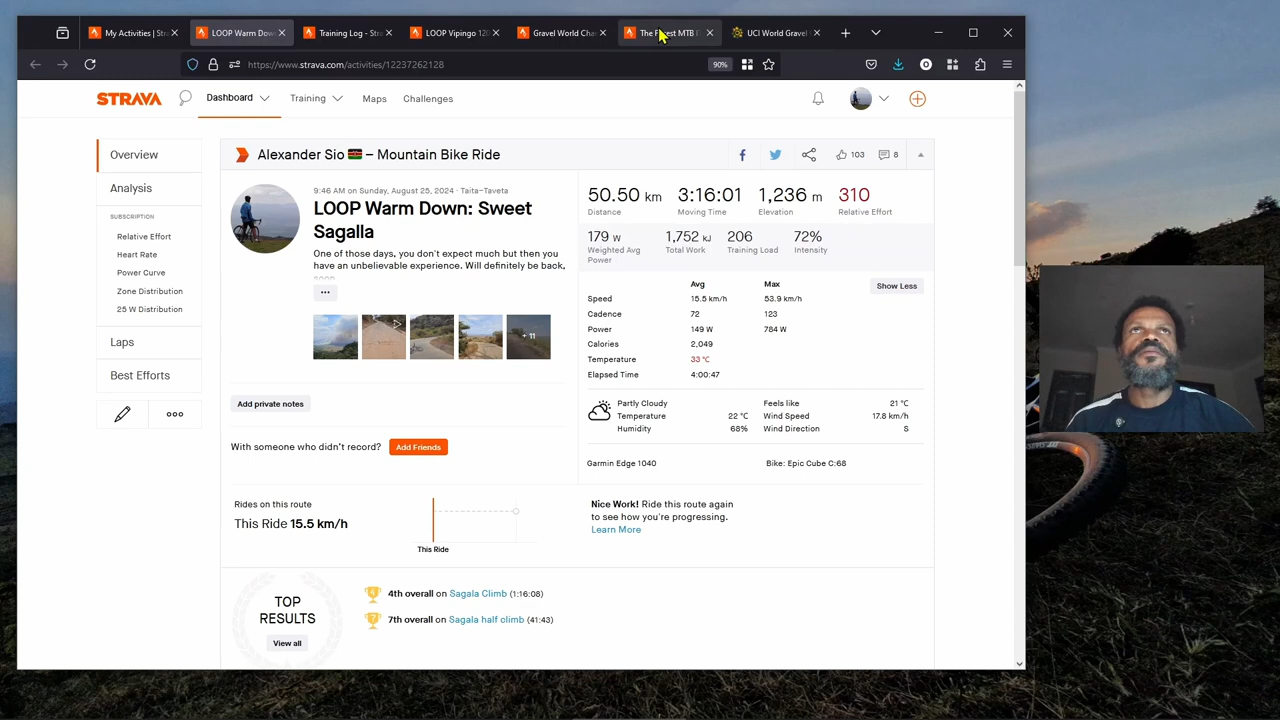 My Activities | Str
LOOP Warm Dow
Training Log - Stra
LOOP Vipingo 120
Gravel World Cha
The Forest MTB R
UCI World Gravel
https://www.strava.com/activities/12237262128
90%
STRAVA
Dashboard
Training
Maps
Challenges
Overview
Analysis
SUBSCRIPTION
Relative Effort
Heart Rate
Power Curve
Zone Distribution
25 W Distribution
Laps
Best Efforts
Alexander Sio – Mountain Bike Ride
103
8
9:46 AM on Sunday, August 25, 2024 · Taita-Taveta
LOOP Warm Down: Sweet
Sagalla
One of those days, you don't expect much but then you
have an unbelievable experience. Will definitely be back,
soon
+ 11
Add private notes
With someone who didn't record?
Add Friends
50.50 km
3:16:01
1,236 m
310
Distance
Moving Time
Elevation
Relative Effort
179 W
1,752 kJ
206
72%
Weighted Avg
Power
Total Work
Training Load
Intensity
Avg
Max
Show Less
Speed
15.5 km/h
53.9 km/h
Cadence
72
123
Power
149 W
784 W
Calories
2,049
Temperature
33 °C
Elapsed Time
4:00:47
Partly Cloudy
Feels like
21 °C
Temperature
22 °C
Wind Speed
17.8 km/h
Humidity
68%
Wind Direction
S
Garmin Edge 1040
Bike: Epic Cube C:68
Rides on this route
This Ride 15.5 km/h
This Ride
Nice Work! Ride this route again
to see how you're progressing.
Learn More
TOP
RESULTS
View all
4th overall on Sagala Climb (1:16:08)
7th overall on Sagala half climb (41:43)